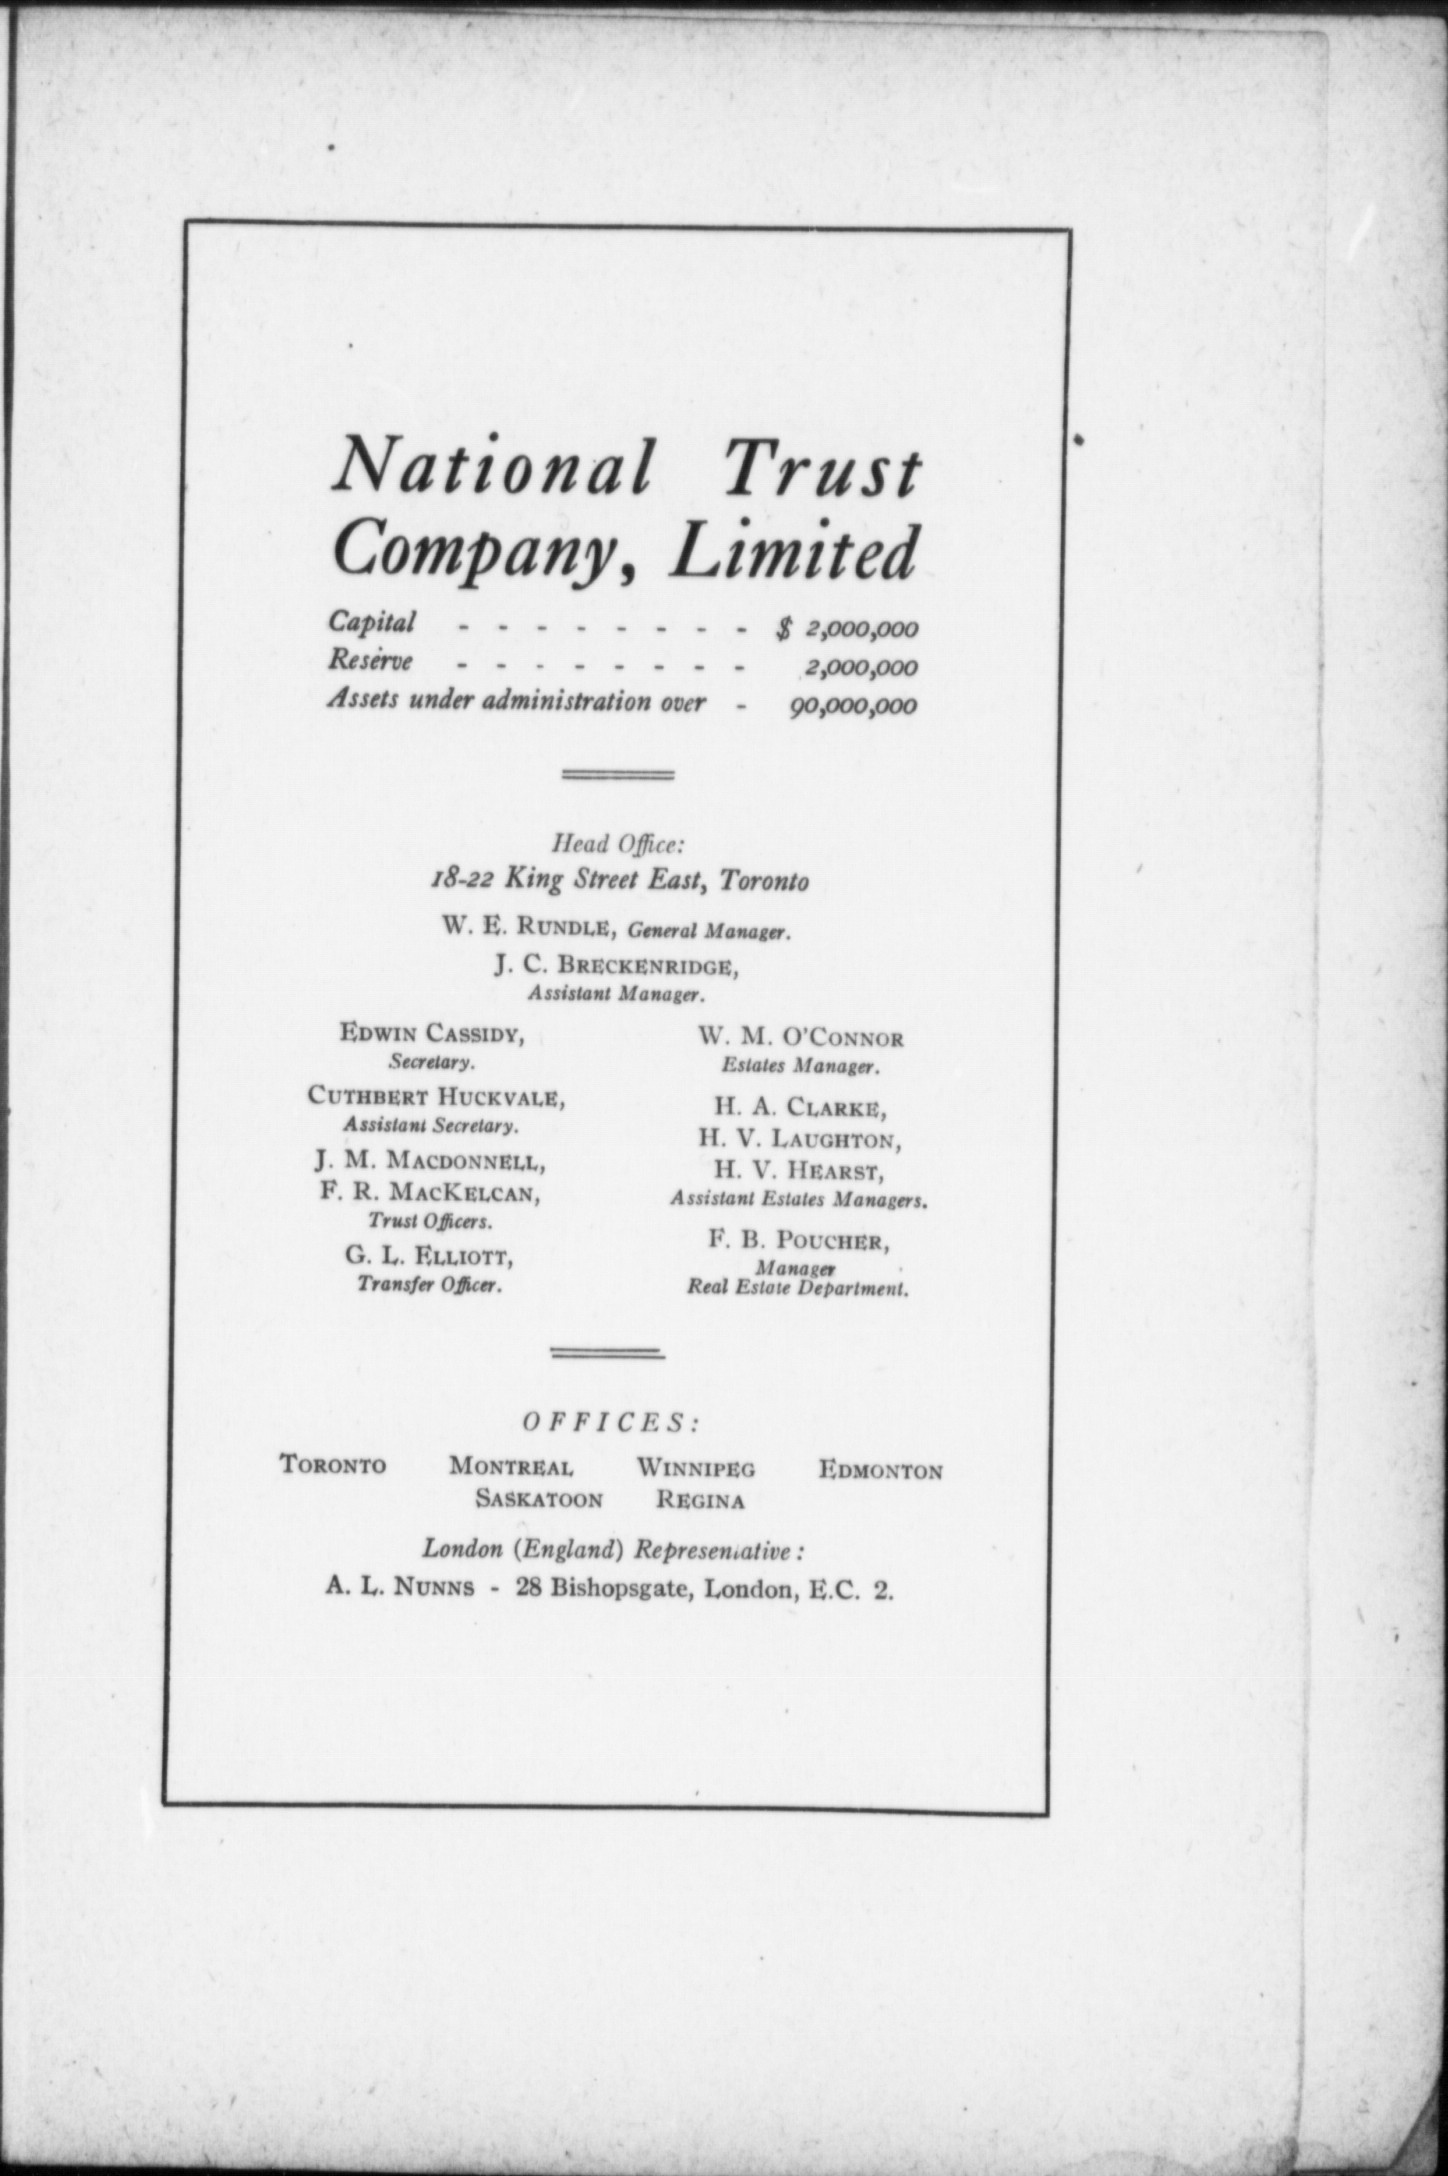 National Trust
Company, Limited
Capital - - - - - - - - $ 2,000,000
Reserve - - - - - - - - 2,000,000
Assets under administration over - 90,000,000
Head Office:
18-22 King Street East, Toronto
W. E. RUNDLE, General Manager.
J. C. BRECKENRIDGE,
Assistant Manager.
EDWIN CASSIDY,
Secretary.
CUTHBERT HUCKVALE,
Assistant Secretary.
J. M. MACDONNELL,
F. R. MACKELCAN,
Trust Officers.
G. L. ELLIOTT,
Transfer Officer.
W. M. O'CONNOR
Estates Manager.
H. A. CLARKE,
H. V. LAUGHTON,
H. V. HEARST,
Assistant Estates Managers.
F. B. POUCHER,
Manager
Real Estate Department.
OFFICES:
TORONTO MONTREAL WINNIPEG EDMONTON
SASKATOON REGINA
London (England) Representative:
A. L. NUNNS - 28 Bishopsgate, London, E.C. 2.